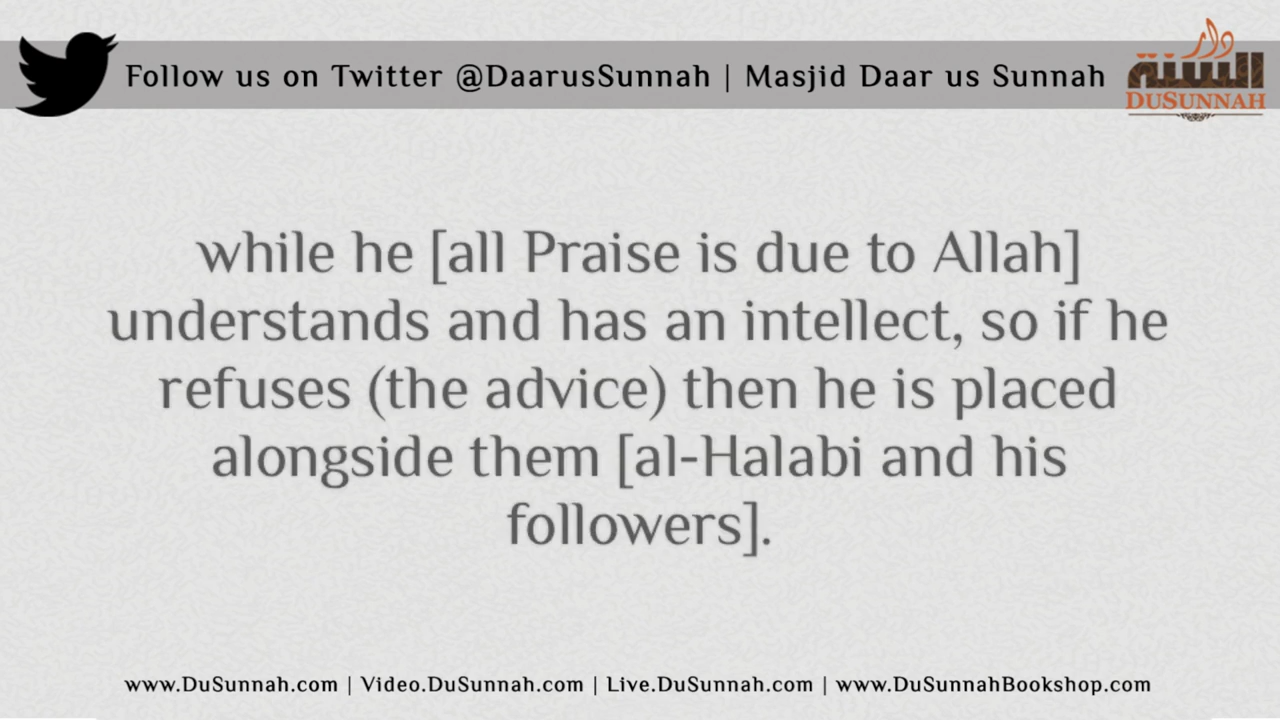 Follow us on Twitter @DaarusSunnah | Masjid Daar us Sunnah
دار
السنة
DUSUNNAH
while he [all Praise is due to Allah]
understands and has an intellect, so if he
refuses (the advice) then he is placed
alongside them [al-Halabi and his
followers].
www.DuSunnah.com | Video.DuSunnah.com | Live.DuSunnah.com | www.DuSunnahBookshop.com